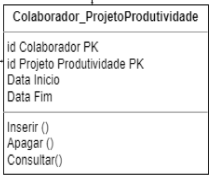 Colaborador_ProjetoProdutividade
id Colaborador PK
id Projeto Produtividade PK
Data Inicio
Data Fim
Inserir ()
Apagar ()
Consultar()